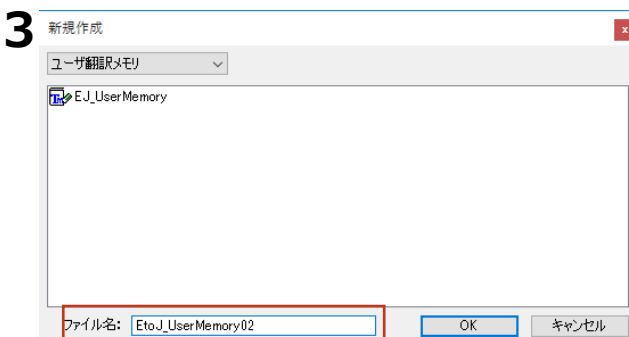 3
新規作成
x
ユーザ翻訳メモリ
TM EJ_UserMemory
ファイル名: EtoJ_UserMemory02
OK
キャンセル